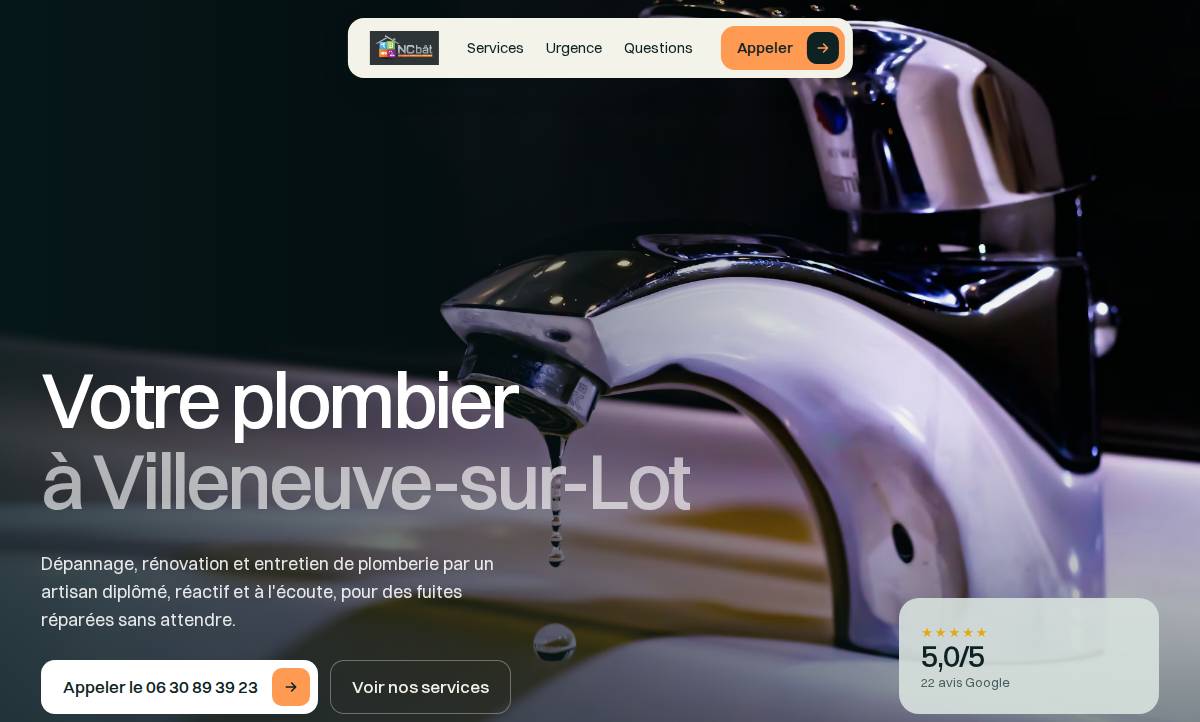 NCbât
Services
Urgence
Questions
Appeler
Votre plombier
à Villeneuve-sur-Lot
Dépannage, rénovation et entretien de plomberie par un
artisan diplômé, réactif et à l'écoute, pour des fuites
réparées sans attendre.
Appeler le 06 30 89 39 23
Voir nos services
★★★★★
5,0/5
22 avis Google